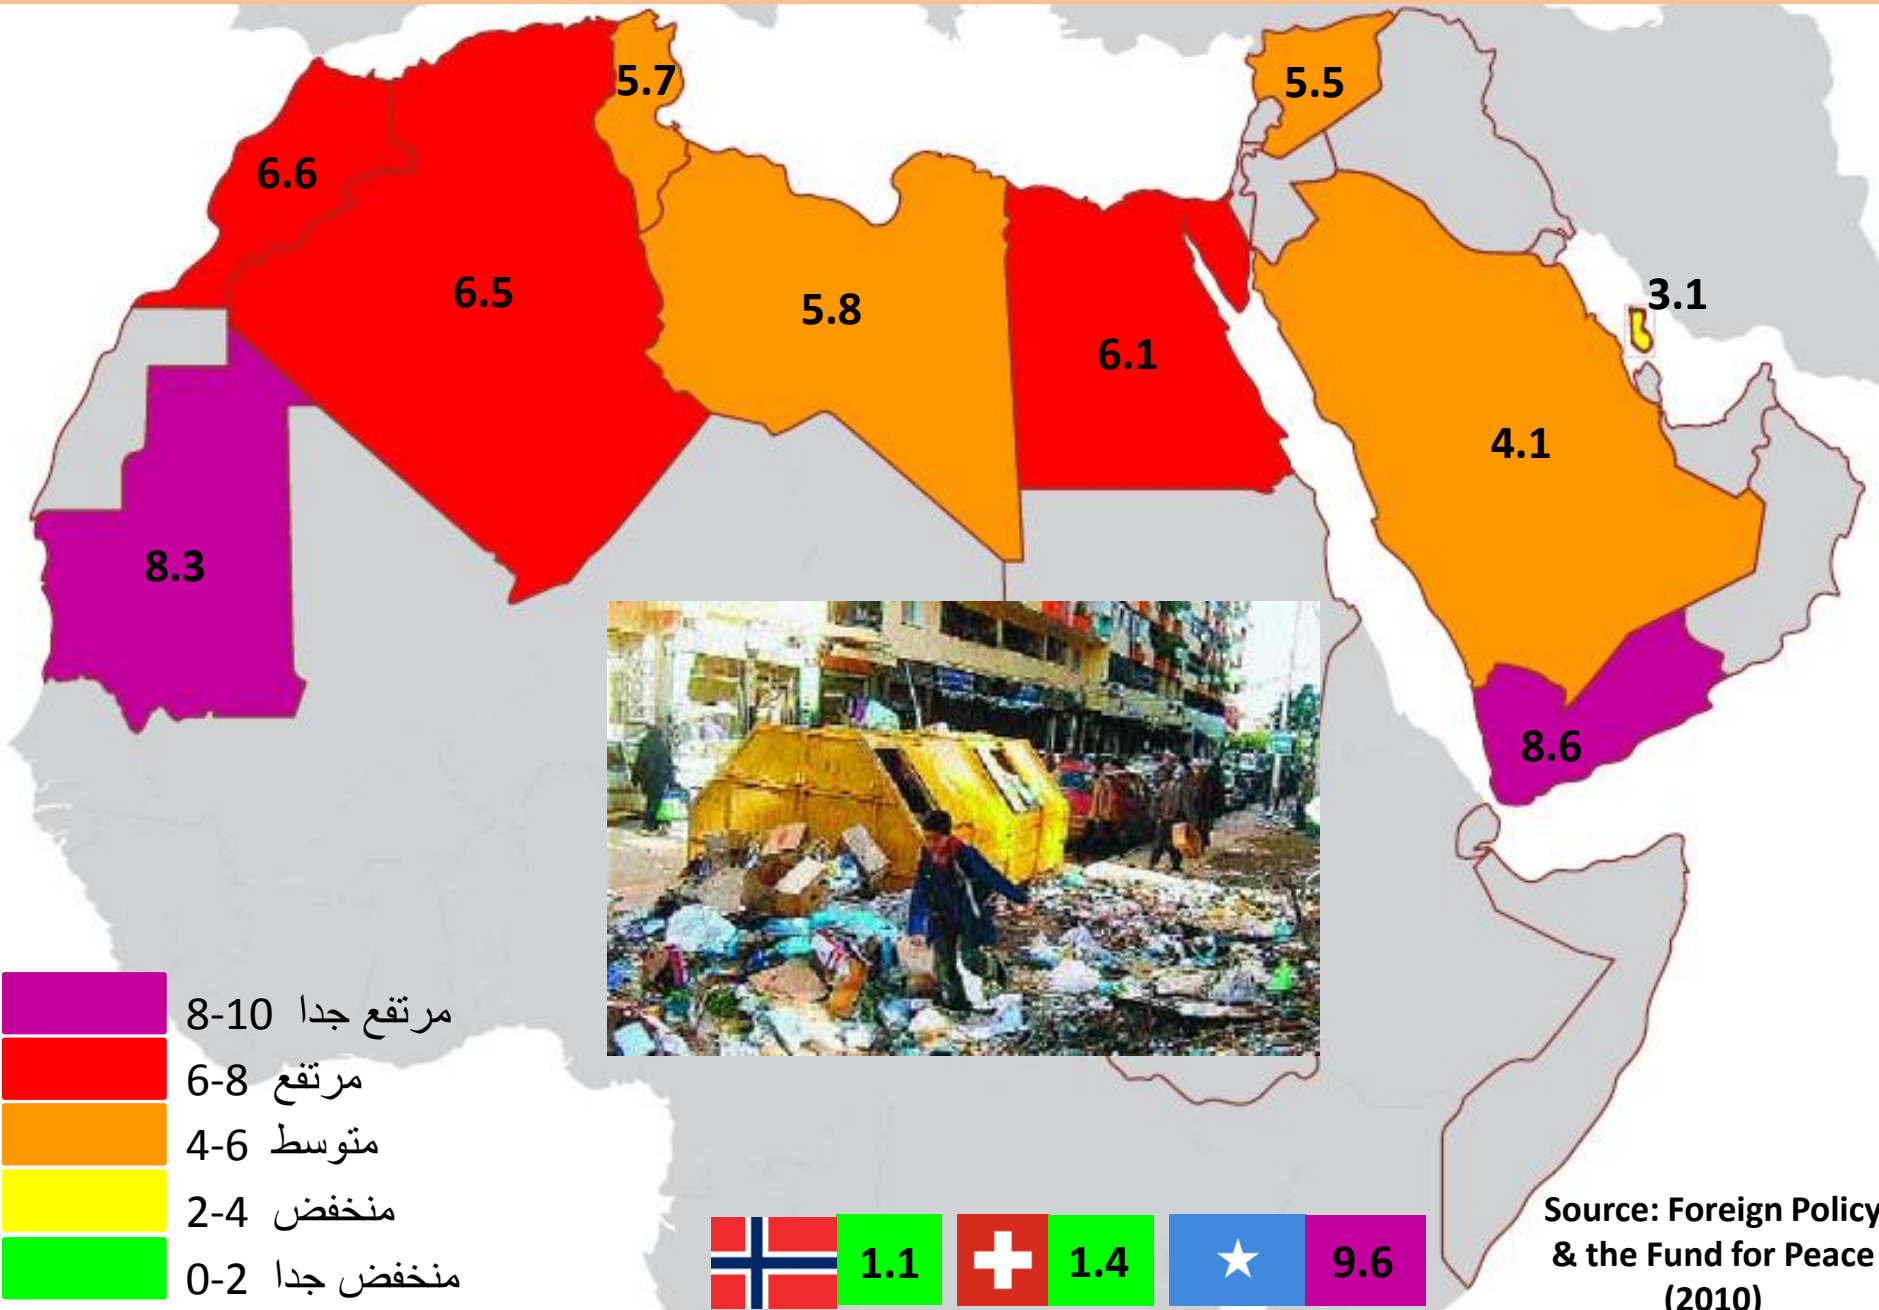 5.7
5.5
6.6
6.5
5.8
6.1
3.1
4.1
8.3
8.6
مرتفع جدا 8-10
مرتفع 6-8
متوسط 4-6
منخفض 2-4
منخفض جدا 0-2
1.1
1.4
9.6
Source: Foreign Policy
& the Fund for Peace
(2010)